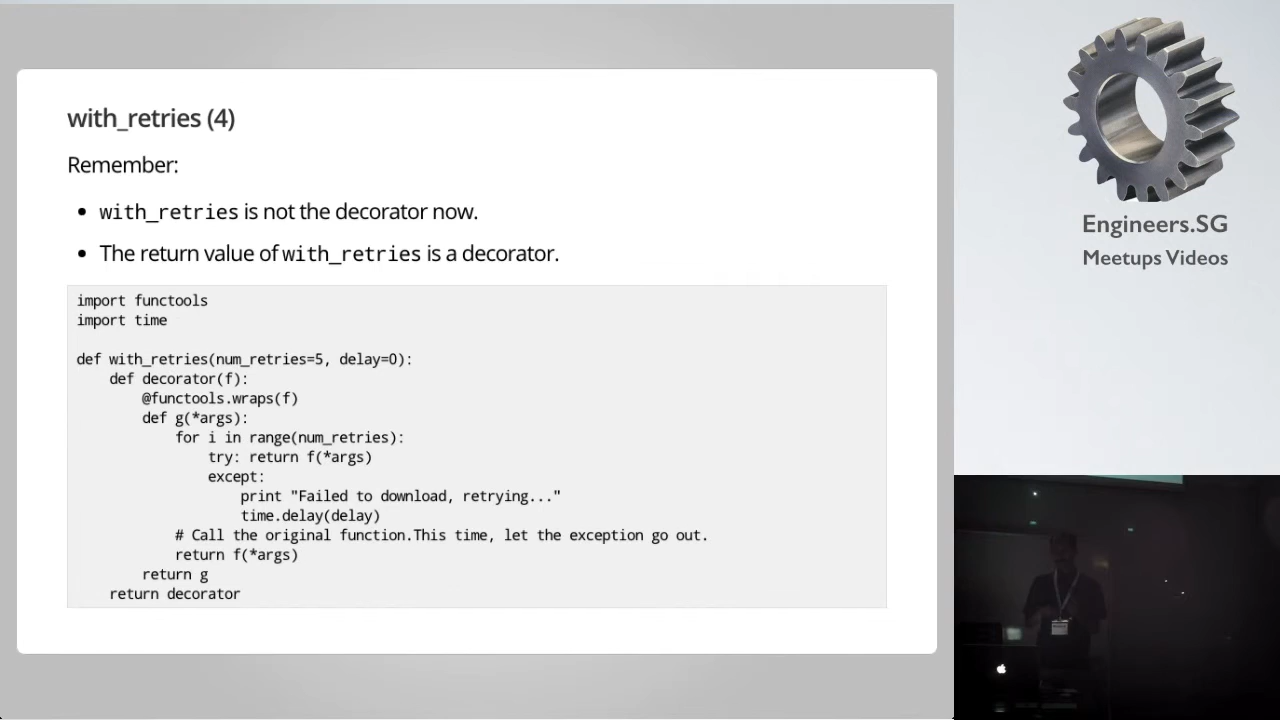 with_retries (4)
Remember:
• with_retries is not the decorator now.
• The return value of with_retries is a decorator.
import functools
import time
def with_retries(num_retries=5, delay=0):
    def decorator(f):
        @functools.wraps(f)
        def g(*args):
            for i in range(num_retries):
                try: return f(*args)
                except:
                    print "Failed to download, retrying..."
                    time.delay(delay)
            # Call the original function.This time, let the exception go out.
            return f(*args)
        return g
    return decorator
Engineers.SG
Meetups Videos